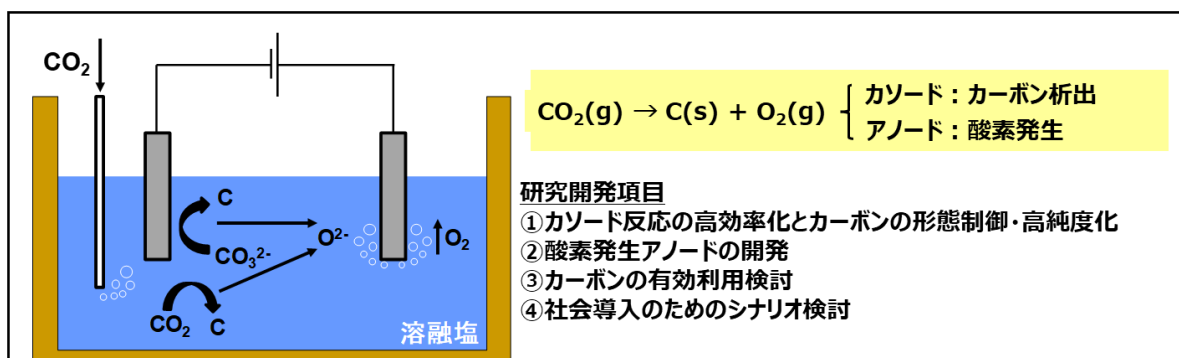 CO₂
C
CO₃²⁻
O²⁻
O₂
CO₂
C
溶融塩
CO₂(g) → C(s) + O₂(g)
カソード：カーボン析出
アノード：酸素発生
研究開発項目
①カソード反応の高効率化とカーボンの形態制御・高純度化
②酸素発生アノードの開発
③カーボンの有効利用検討
④社会導入のためのシナリオ検討